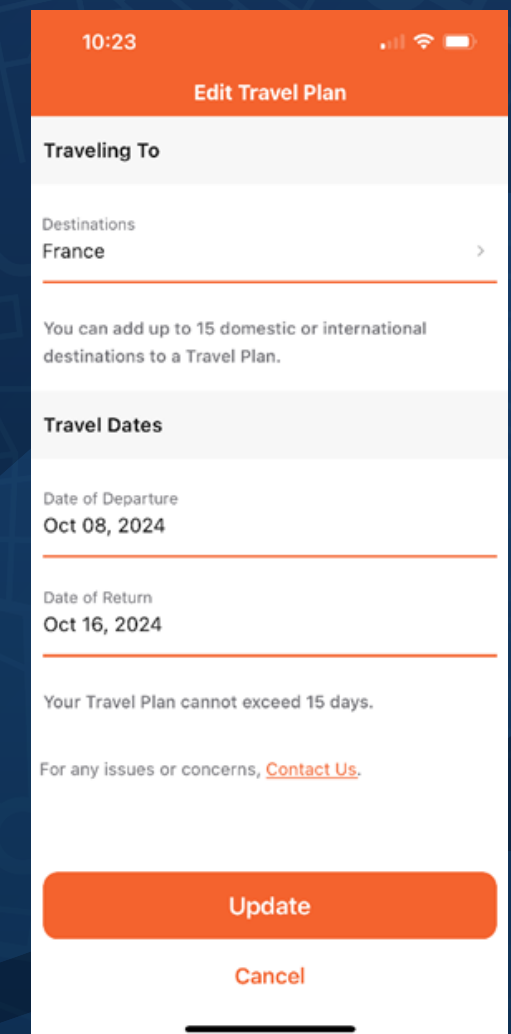 10:23
Edit Travel Plan
Traveling To
Destinations
France
You can add up to 15 domestic or international
destinations to a Travel Plan.
Travel Dates
Date of Departure
Oct 08, 2024
Date of Return
Oct 16, 2024
Your Travel Plan cannot exceed 15 days.
For any issues or concerns, Contact Us.
Update
Cancel